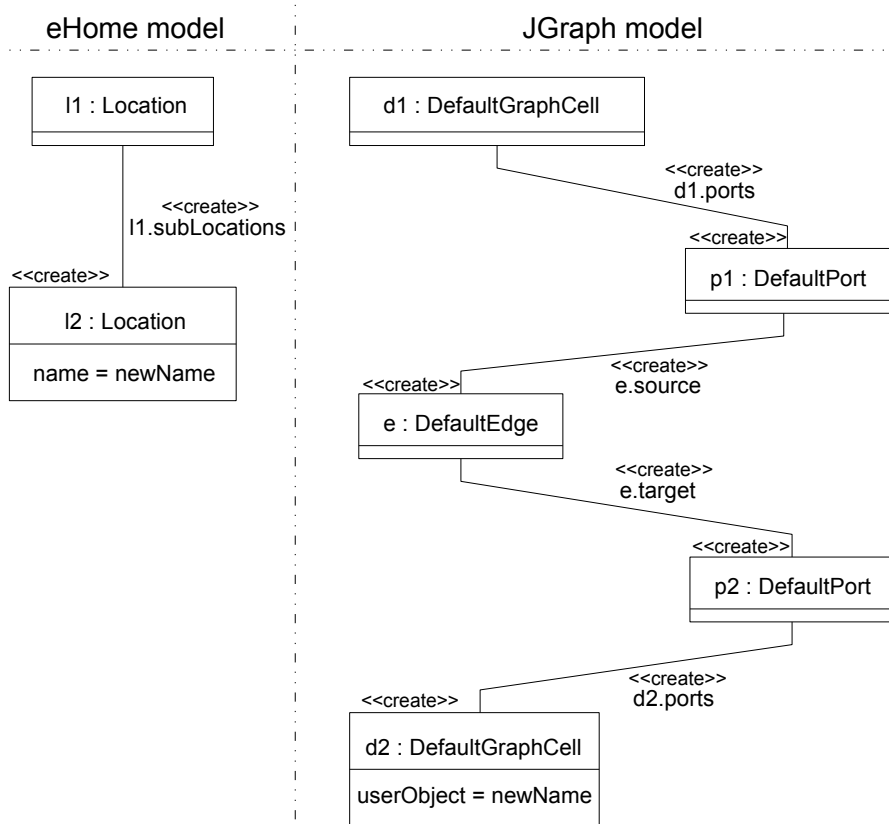 eHome model
JGraph model
l1 : Location
<<create>>
l1.subLocations
<<create>>
l2 : Location
name = newName
d1 : DefaultGraphCell
<<create>>
d1.ports
<<create>>
p1 : DefaultPort
<<create>>
e.source
<<create>>
e : DefaultEdge
<<create>>
e.target
<<create>>
p2 : DefaultPort
<<create>>
d2.ports
<<create>>
d2 : DefaultGraphCell
userObject = newName